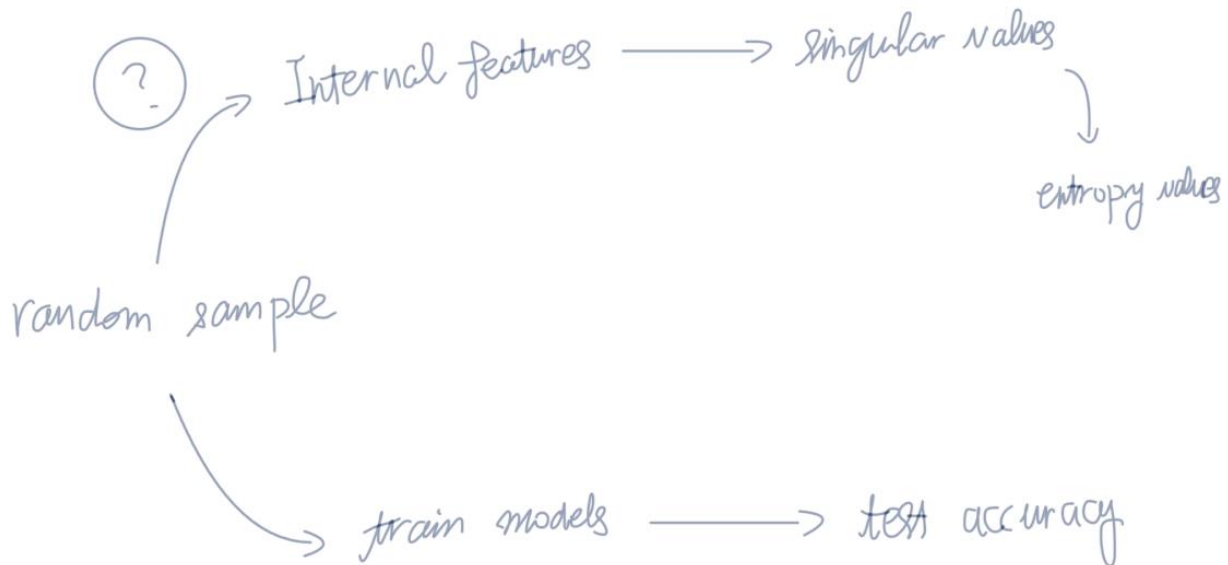 ?
Internal features → singular values
entropy values
random sample
train models → test accuracy